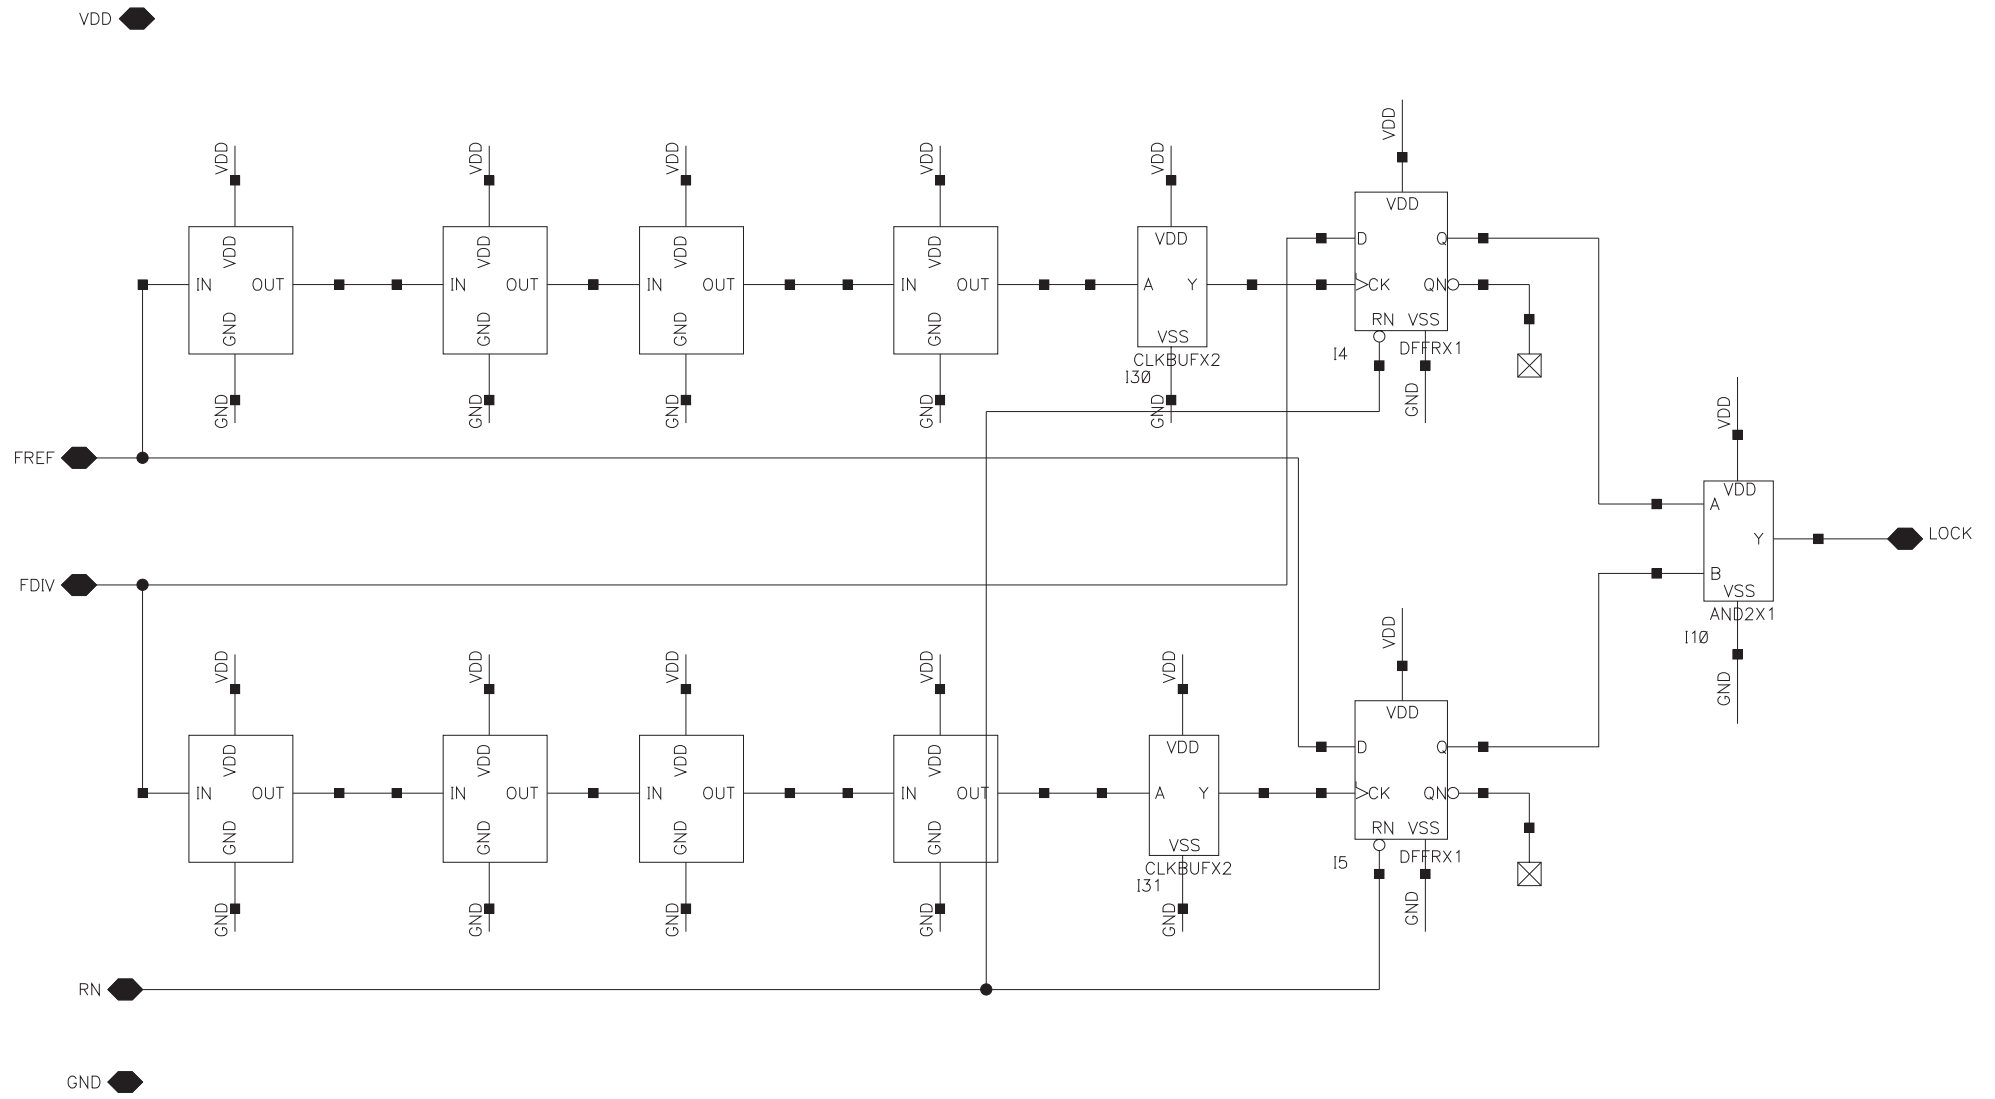 VDD
VDD VDD VDD VDD VDD VDD
VDD VDD VDD VDD VDD VDD
D Q
IN OUT IN OUT IN OUT IN OUT A Y CK QN
GND GND GND GND VSS RN VSS
CLKBUFX2 I4 DFFRX1
I30
GND GND GND GND GND GND
VDD
FREF
VDD
A
Y LOCK
B
FDIV
VSS
AND2X1
I10
VDD
VDD VDD VDD VDD VDD
GND
VDD
VDD VDD VDD VDD VDD
D Q
IN OUT IN OUT IN OUT IN OUT A Y CK QN
GND GND GND GND VSS RN VSS
CLKBUFX2 I5 DFFRX1
I31
GND GND GND GND GND GND
RN
GND